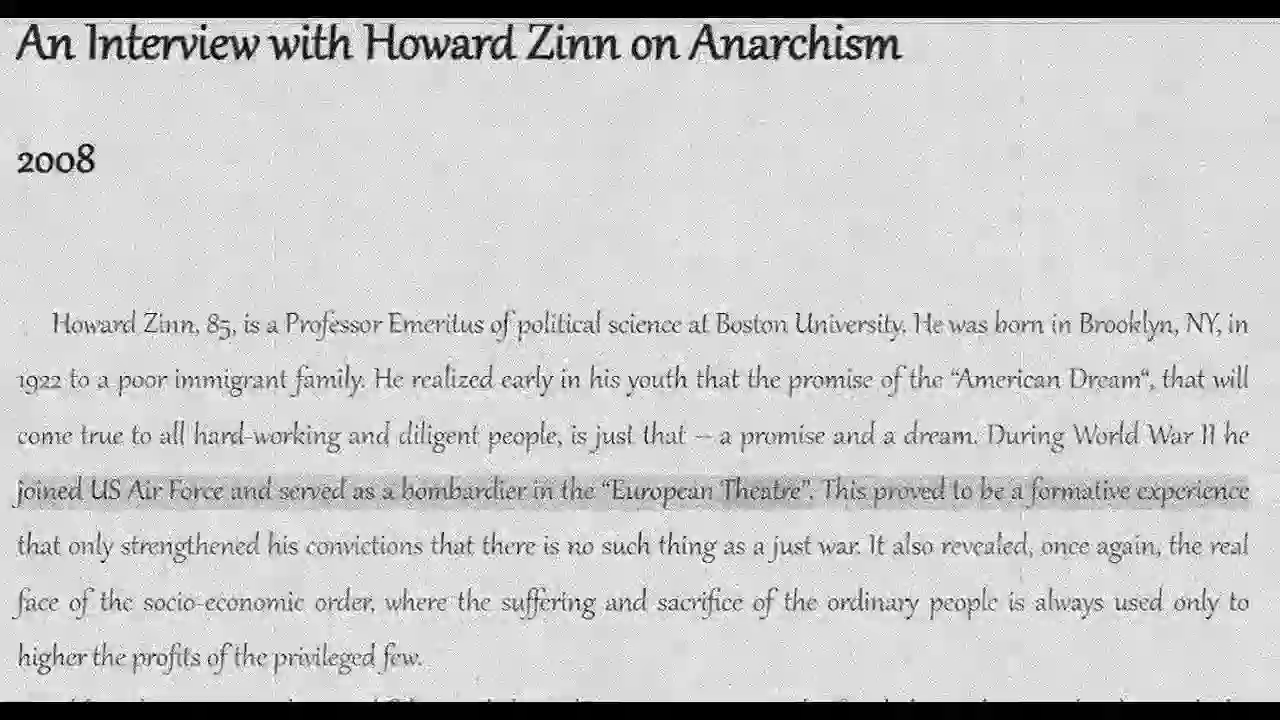 An Interview with Howard Zinn on Anarchism
2008
Howard Zinn, 85, is a Professor Emeritus of political science at Boston University. He was born in Brooklyn, NY, in
1922 to a poor immigrant family. He realized early in his youth that the promise of the “American Dream“, that will
come true to all hard-working and diligent people, is just that — a promise and a dream. During World War II he
joined US Air Force and served as a bombardier in the “European Theatre”. This proved to be a formative experience
that only strengthened his convictions that there is no such thing as a just war. It also revealed, once again, the real
face of the socio-economic order, where the suffering and sacrifice of the ordinary people is always used only to
higher the profits of the privileged few.